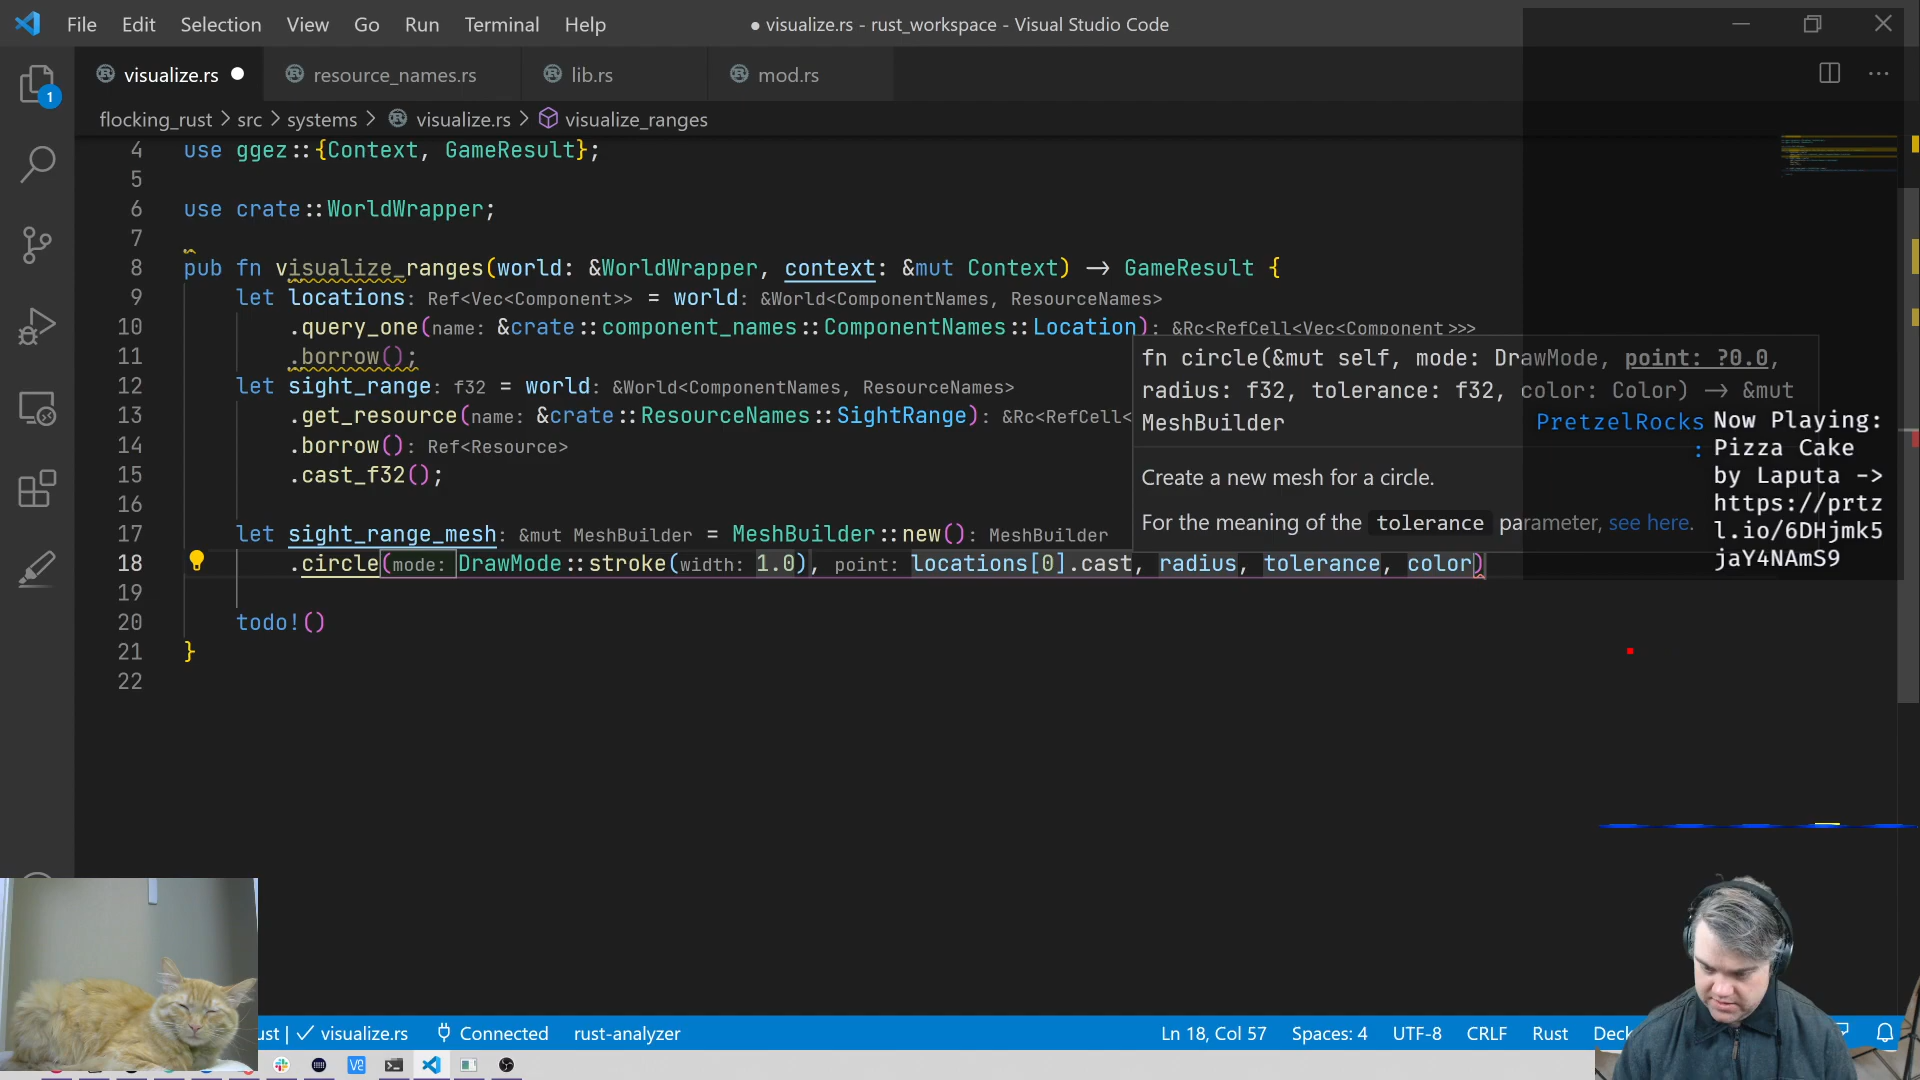 File Edit Selection View Go Run Terminal Help
● visualize.rs - rust_workspace - Visual Studio Code
visualize.rs resource_names.rs lib.rs mod.rs
1
flocking_rust > src > systems > visualize.rs > visualize_ranges
4 use ggez::{Context, GameResult};
5
6 use crate::WorldWrapper;
7
8 pub fn visualize_ranges(world: &WorldWrapper, context: &mut Context) -> GameResult {
9 let locations: Ref<Vec<Component>> = world: &World<ComponentNames, ResourceNames>
10 .query_one(name: &crate::component_names::ComponentNames::Location): &Rc<RefCell<Vec<Component>>>
11 .borrow();
12 let sight_range: f32 = world: &World<ComponentNames, ResourceNames>
13 .get_resource(name: &crate::ResourceNames::SightRange): &Rc<RefCell<
14 .borrow(): Ref<Resource>
15 .cast_f32();
16
17 let sight_range_mesh: &mut MeshBuilder = MeshBuilder::new(): MeshBuilder
18 .circle(mode: DrawMode::stroke(width: 1.0), point: locations[0].cast, radius, tolerance, color)
19
20 todo!()
21 }
22
fn circle(&mut self, mode: DrawMode, point: ?0.0,
radius: f32, tolerance: f32, color: Color) -> &mut
MeshBuilder
Create a new mesh for a circle.
For the meaning of the tolerance parameter, see here.
PretzelRocks: Now Playing:
Pizza Cake
by Laputa ->
https://prtz
l.io/6DHjmk5
jaY4NAmS9
ust | ✓ visualize.rs Connected rust-analyzer Ln 18, Col 57 Spaces: 4 UTF-8 CRLF Rust